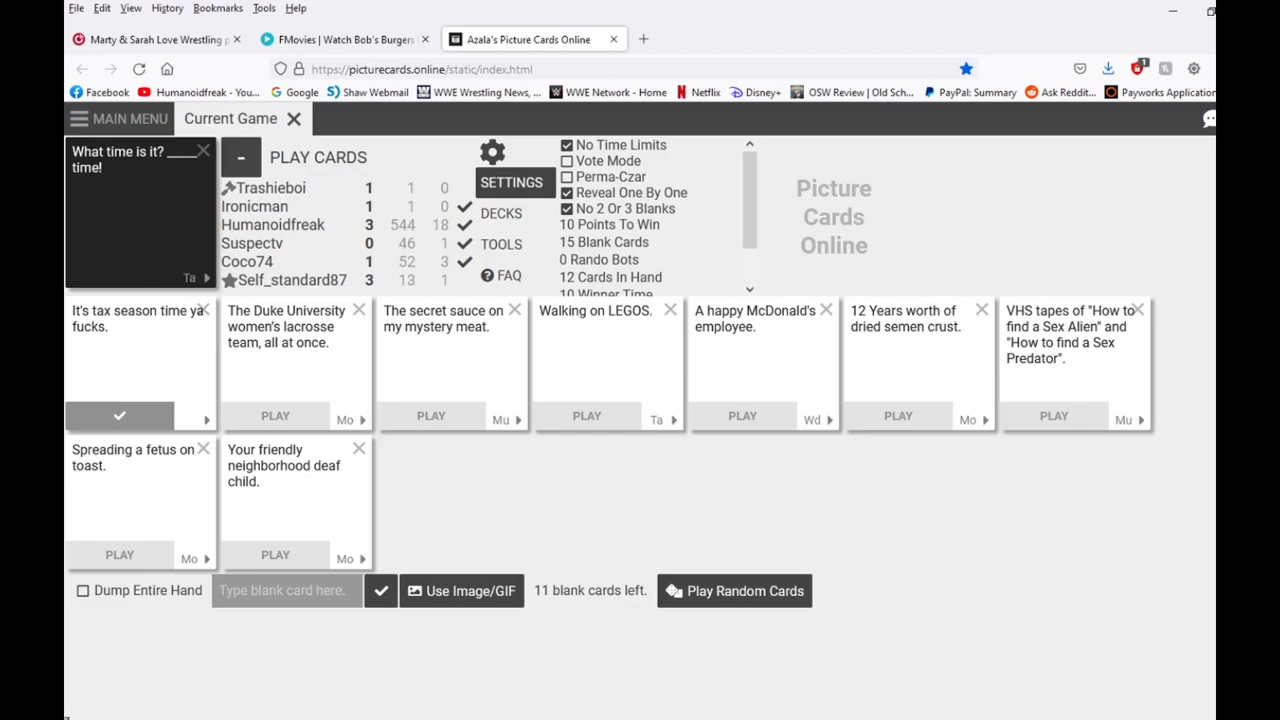 File Edit View History Bookmarks Tools Help
Marty & Sarah Love Wrestling p
FMovies | Watch Bob's Burgers
Azala's Picture Cards Online
https://picturecards.online/static/index.html
1
Facebook
Humanoidfreak - You...
Google
Shaw Webmail
WWE Wrestling News, ...
WWE Network - Home
Netflix
Disney+
OSW Review | Old Sch...
PayPal: Summary
Ask Reddit...
Payworks Application
MAIN MENU
Current Game
What time is it? _____
time!
Ta
-
PLAY CARDS
Trashieboi 1 1 0
Ironicman 1 1 0
Humanoidfreak 3 544 18
Suspectv 0 46 1
Coco74 1 52 3
Self_standard87 3 13 1
SETTINGS
DECKS
TOOLS
FAQ
No Time Limits
Vote Mode
Perma-Czar
Reveal One By One
No 2 Or 3 Blanks
10 Points To Win
15 Blank Cards
0 Rando Bots
12 Cards In Hand
10 Winner Time
Picture
Cards
Online
It's tax season time ya
fucks.
The Duke University
women's lacrosse
team, all at once.
PLAY
Mo
The secret sauce on
my mystery meat.
PLAY
Mu
Walking on LEGOS.
PLAY
Ta
A happy McDonald's
employee.
PLAY
Wd
12 Years worth of
dried semen crust.
PLAY
Mo
VHS tapes of "How to
find a Sex Alien" and
"How to find a Sex
Predator".
PLAY
Mu
Spreading a fetus on
toast.
PLAY
Mo
Your friendly
neighborhood deaf
child.
PLAY
Mo
Dump Entire Hand
Type blank card here.
Use Image/GIF
11 blank cards left.
Play Random Cards